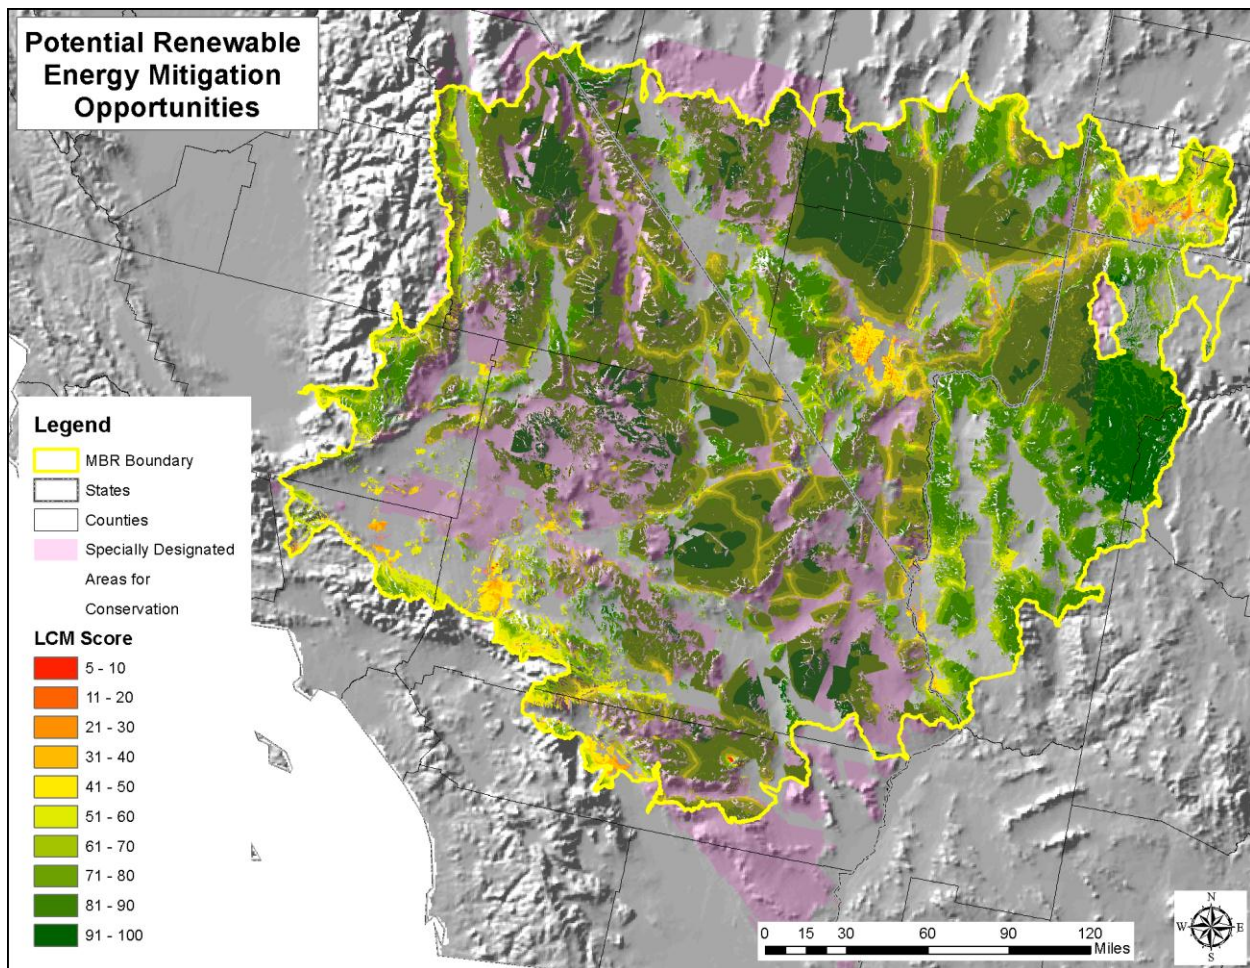 Potential Renewable
Energy Mitigation
Opportunities
Legend
MBR Boundary
States
Counties
Specially Designated
Areas for
Conservation
LCM Score
5 - 10
11 - 20
21 - 30
31 - 40
41 - 50
51 - 60
61 - 70
71 - 80
81 - 90
91 - 100
0 15 30 60 90 120
Miles
N
W E
S